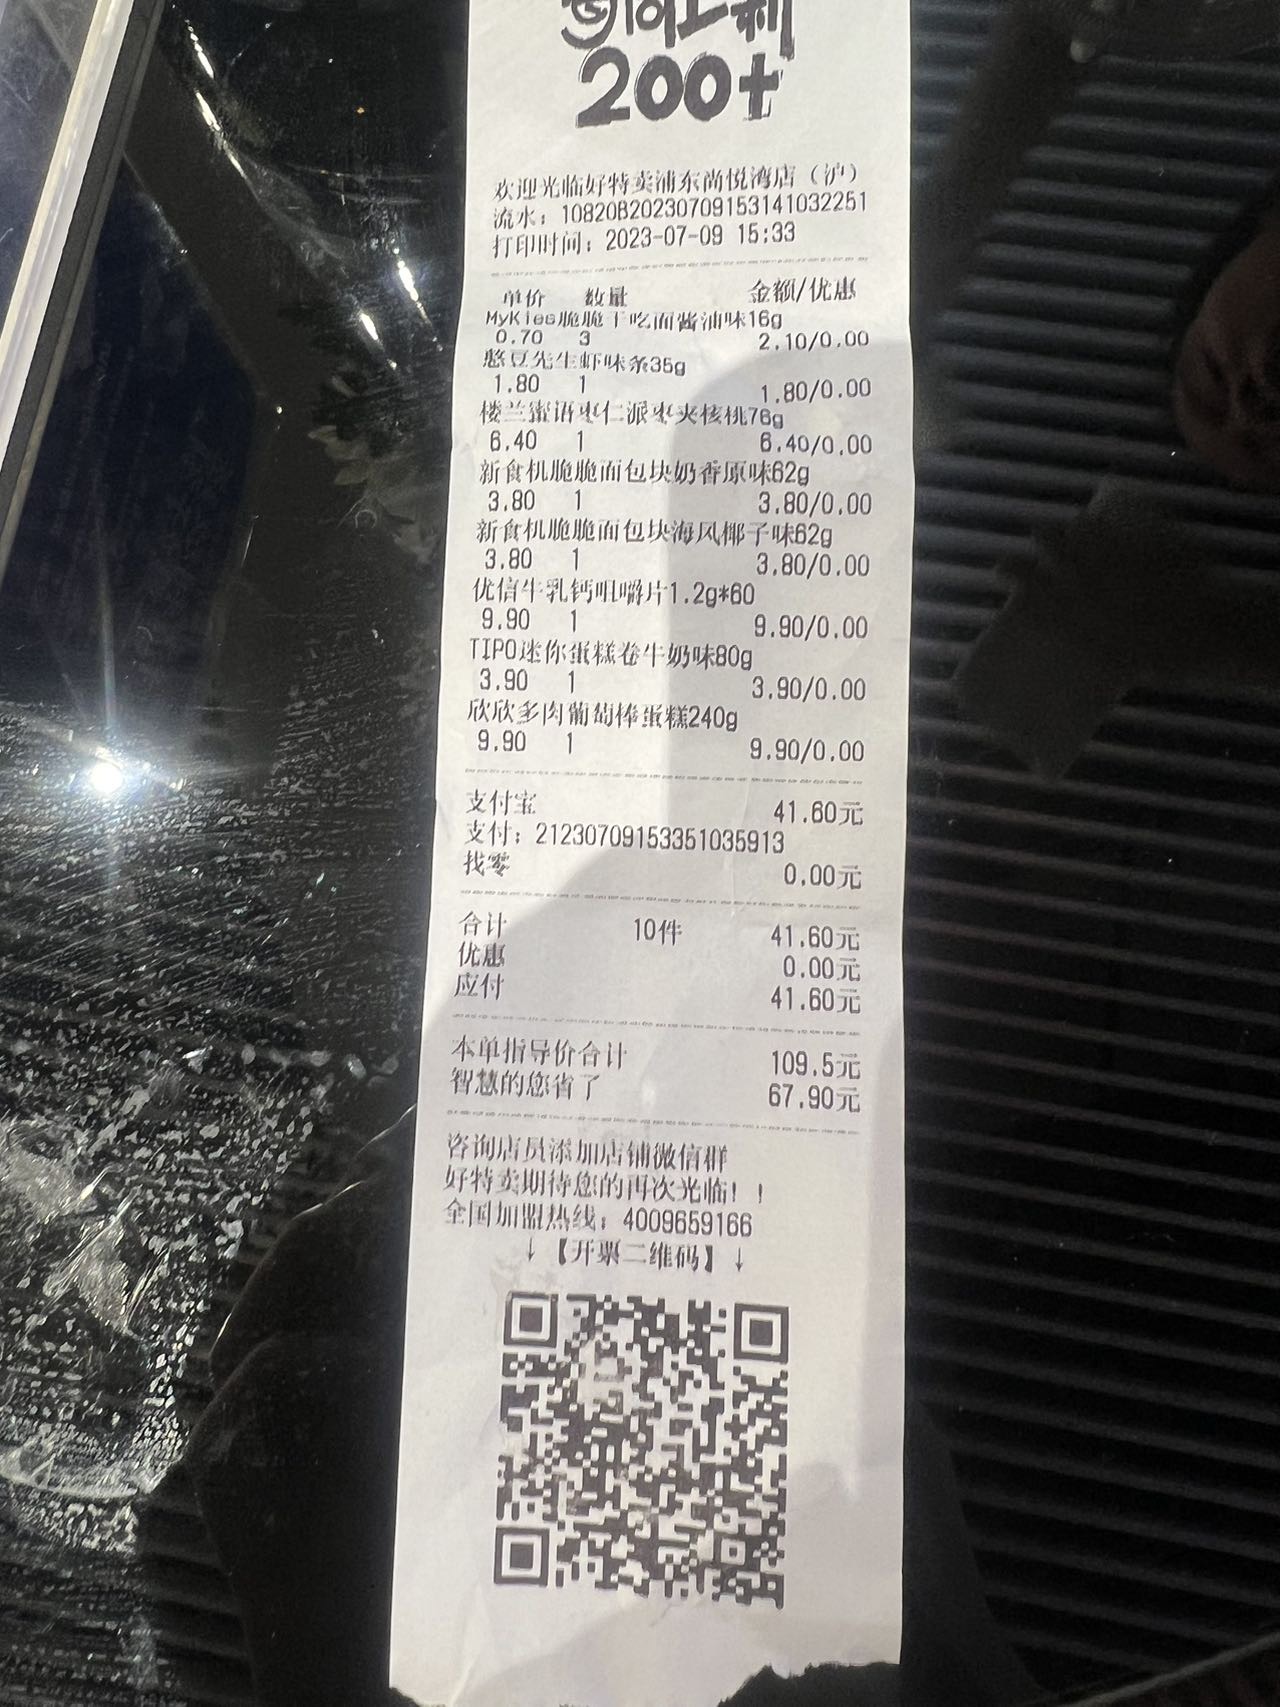 200+
欢迎光临好特卖浦东尚悦湾店（沪）
流水：10820B20230709153141032251
打印时间：2023-07-09 15:33
单价 数量 金额/优惠
MyKies脆脆干吃面酱油味16g
0.70 3 2.10/0.00
憨豆先生虾味条35g
1.80 1 1.80/0.00
楼兰蜜语枣仁派枣夹核桃76g
6.40 1 6.40/0.00
新食机脆脆面包块奶香原味62g
3.80 1 3.80/0.00
新食机脆脆面包块海风椰子味62g
3.80 1 3.80/0.00
优信牛乳钙咀嚼片1.2g*60
9.90 1 9.90/0.00
TIPO迷你蛋糕卷牛奶味80g
3.90 1 3.90/0.00
欣欣多肉葡萄棒蛋糕240g
9.90 1 9.90/0.00
支付宝 41.60元
支付：21230709153351035913
找零 0.00元
合计 10件 41.60元
优惠 0.00元
应付 41.60元
本单指导价合计 109.5元
智慧的您省了 67.90元
咨询店员添加店铺微信群
好特卖期待您的再次光临！！
全国加盟热线：4009659166
↓【开票二维码】↓